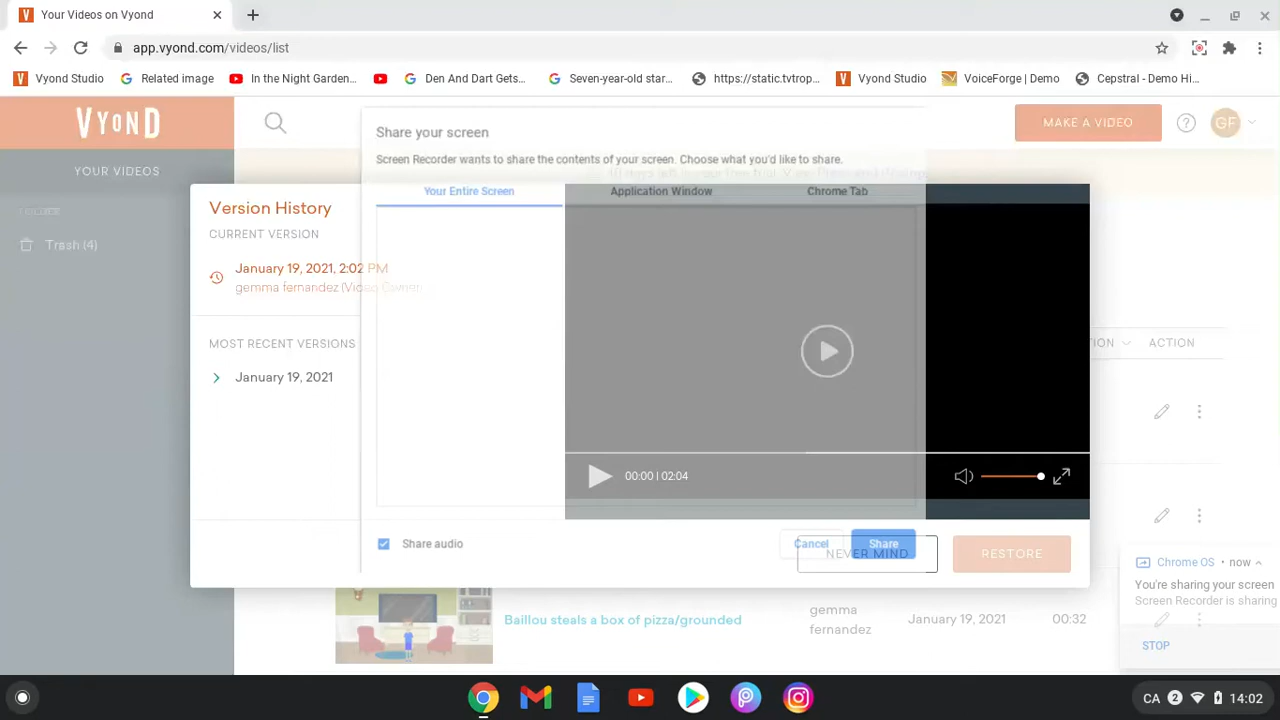 Your Videos on Vyond
app.vyond.com/videos/list
Vyond Studio
Related image
In the Night Garden...
Den And Dart Gets...
Seven-year-old star...
https://static.tvtrop...
Vyond Studio
VoiceForge | Demo
Cepstral - Demo Hi...
VYOND
MAKE A VIDEO
GF
Share your screen
Screen Recorder wants to share the contents of your screen. Choose what you'd like to share.
YOUR VIDEOS
Your Entire Screen
Application Window
Chrome Tab
Version History
CURRENT VERSION
Trash (4)
January 19, 2021, 2:02 PM
gemma fernandez (Video Owner)
MOST RECENT VERSIONS
ACTION
January 19, 2021
00:00 | 02:04
Share audio
Cancel
Share
NEVER MIND
RESTORE
Chrome OS • now
You're sharing your screen
Screen Recorder is sharing
Baillou steals a box of pizza/grounded
gemma
fernandez
January 19, 2021
00:32
STOP
CA
2
14:02